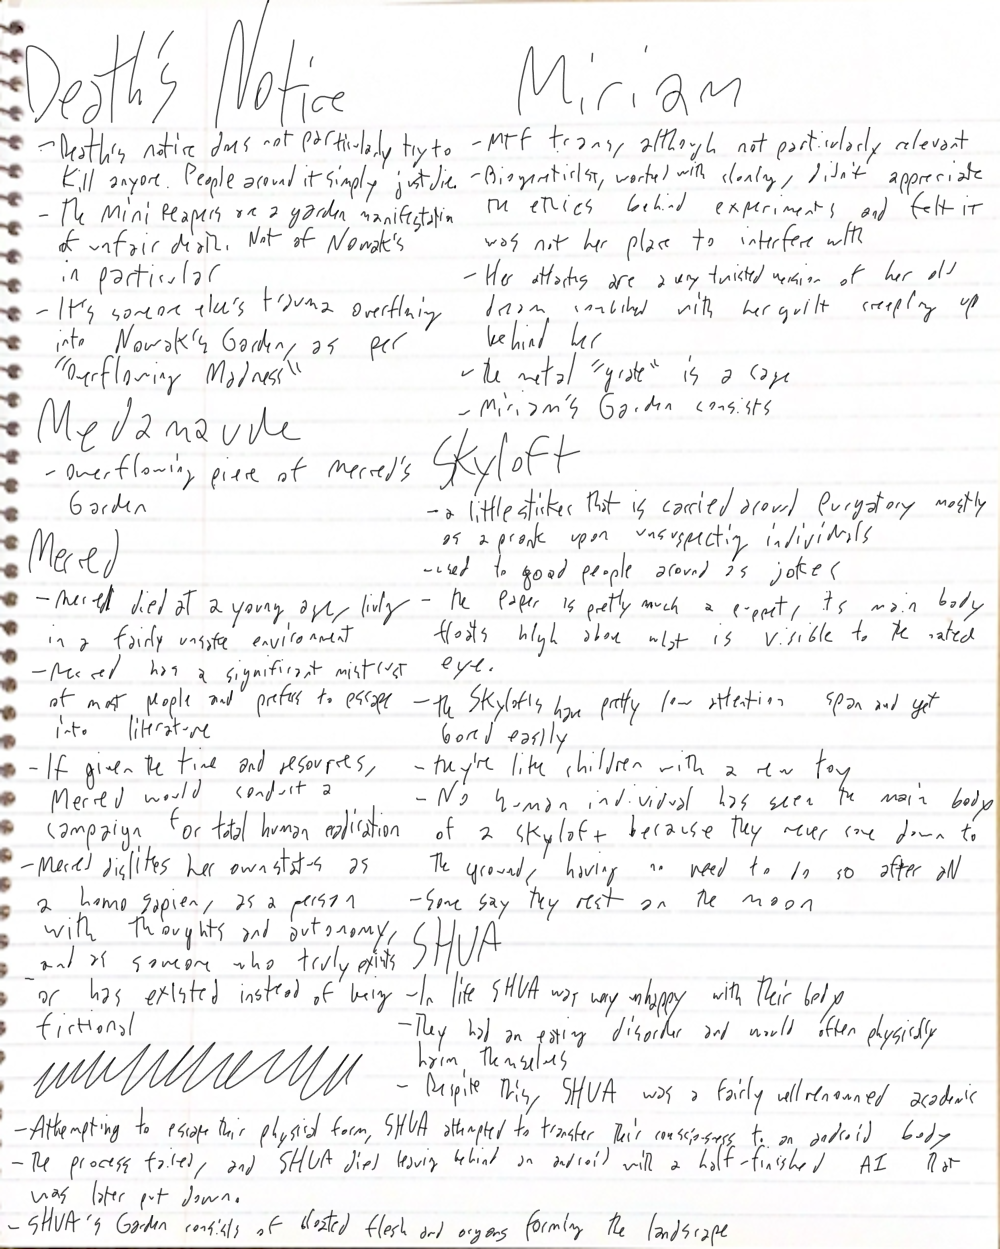 Death's Notice
- Death's notice does not particularly try to
kill anyone. People around it simply just die.
- The Mini Reapers are a garden manifestation
of unfair death. Not of Nowak's
in particular
- It's someone else's trauma overflowing
into Nowak's Garden, as per
"Overflowing Madness"
Medamaude
- overflowing piece of Merred's
Garden
Merred
- Merred died at a young age, living
in a fairly unsafe environment
- Merred has a significant mistrust
of most people and prefers to escape
into literature
- If given the time and resources,
Merred would conduct a
campaign for total human eradication
- Merred dislikes her own status as
a homo sapien, as a person
with thoughts and autonomy,
and as someone who truly exists
or has existed instead of being
fictional
Miriam
- MTF trans, although not particularly relevant
- Biogeneticist, worked with cloning, didn't appreciate
the ethics behind experiments and felt it
was not her place to interfere with
- Her attacks are a very twisted version of her old
dream combined with her guilt creeping up
behind her
- the metal "grate" is a cage
- Miriam's Garden consists
Skyloft
- a little sticker that is carried around Purgatory mostly
as a prank upon unsuspecting individuals
- used to goad people around as jokes
- the paper is pretty much a puppet, its main body
floats high above what is visible to the naked
eye.
- the Skylofts have pretty low attention span and get
bored easily
- they're like children with a new toy
- No human individual has seen the main body
of a skyloft because they never come down to
the ground, having no need to do so after all
- Some say they rest on the moon
SHUA
- In life SHUA was very unhappy with their body
- They had an eating disorder and would often physically
harm themselves
- Despite this, SHUA was a fairly well renowned academic
- Attempting to escape their physical form, SHUA attempted to transfer their consciousness to an android body
- The process failed, and SHUA died leaving behind an android with a half-finished AI that
was later put down.
- SHUA's Garden consists of bloated flesh and organs forming the landscape